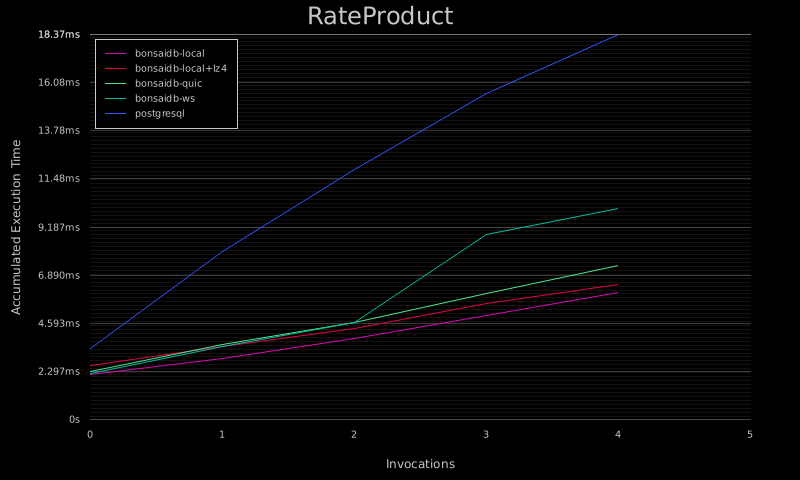 RateProduct
18.37ms
16.08ms
13.78ms
11.48ms
9.187ms
6.890ms
4.593ms
2.297ms
0s
bonsaidb-local
bonsaidb-local+lz4
bonsaidb-quic
bonsaidb-ws
postgresql
Accumulated Execution Time
0 1 2 3 4 5
Invocations